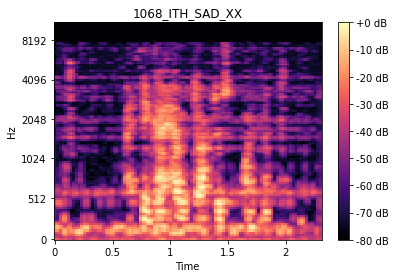 1068_ITH_SAD_XX
8192
4096
2048
1024
512
0
Hz
0
0.5
1
1.5
2
Time
+0 dB
-10 dB
-20 dB
-30 dB
-40 dB
-50 dB
-60 dB
-70 dB
-80 dB